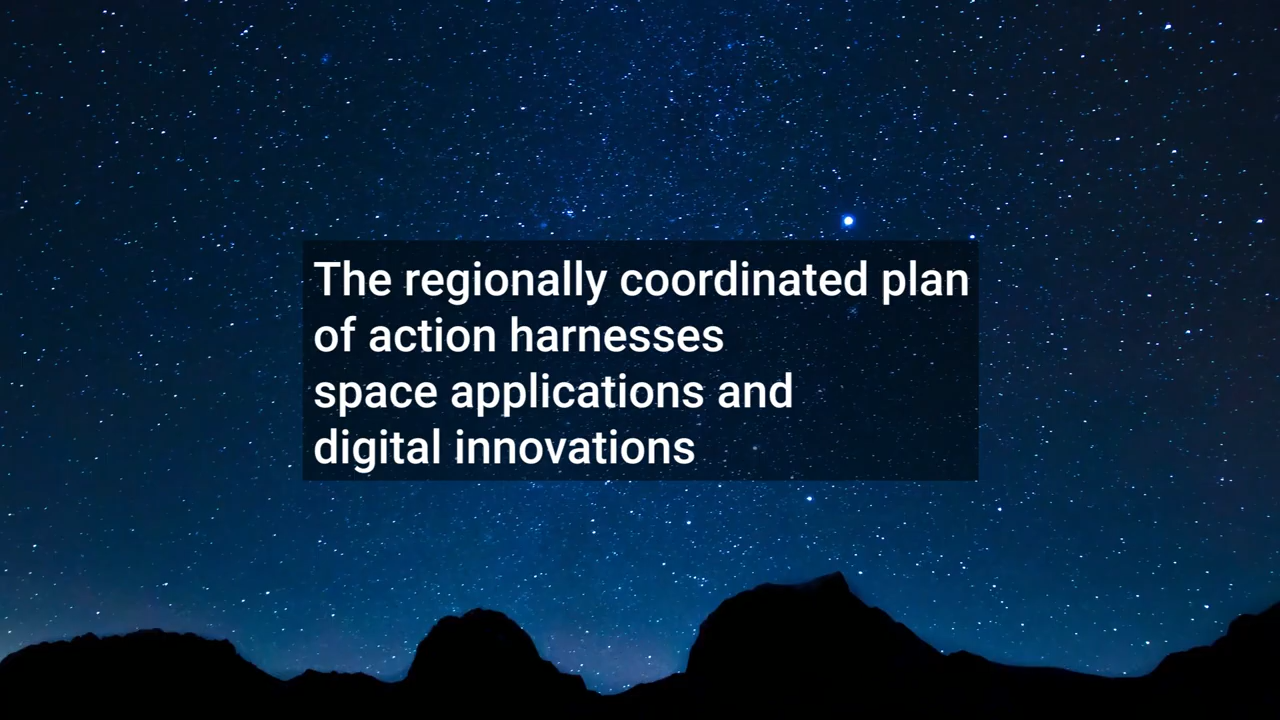 The regionally coordinated plan
of action harnesses
space applications and
digital innovations